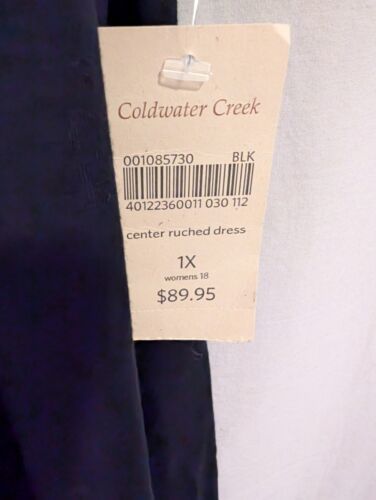 Coldwater Creek
001085730 BLK
40122360011 030 112
center ruched dress
1X
womens 18
$89.95